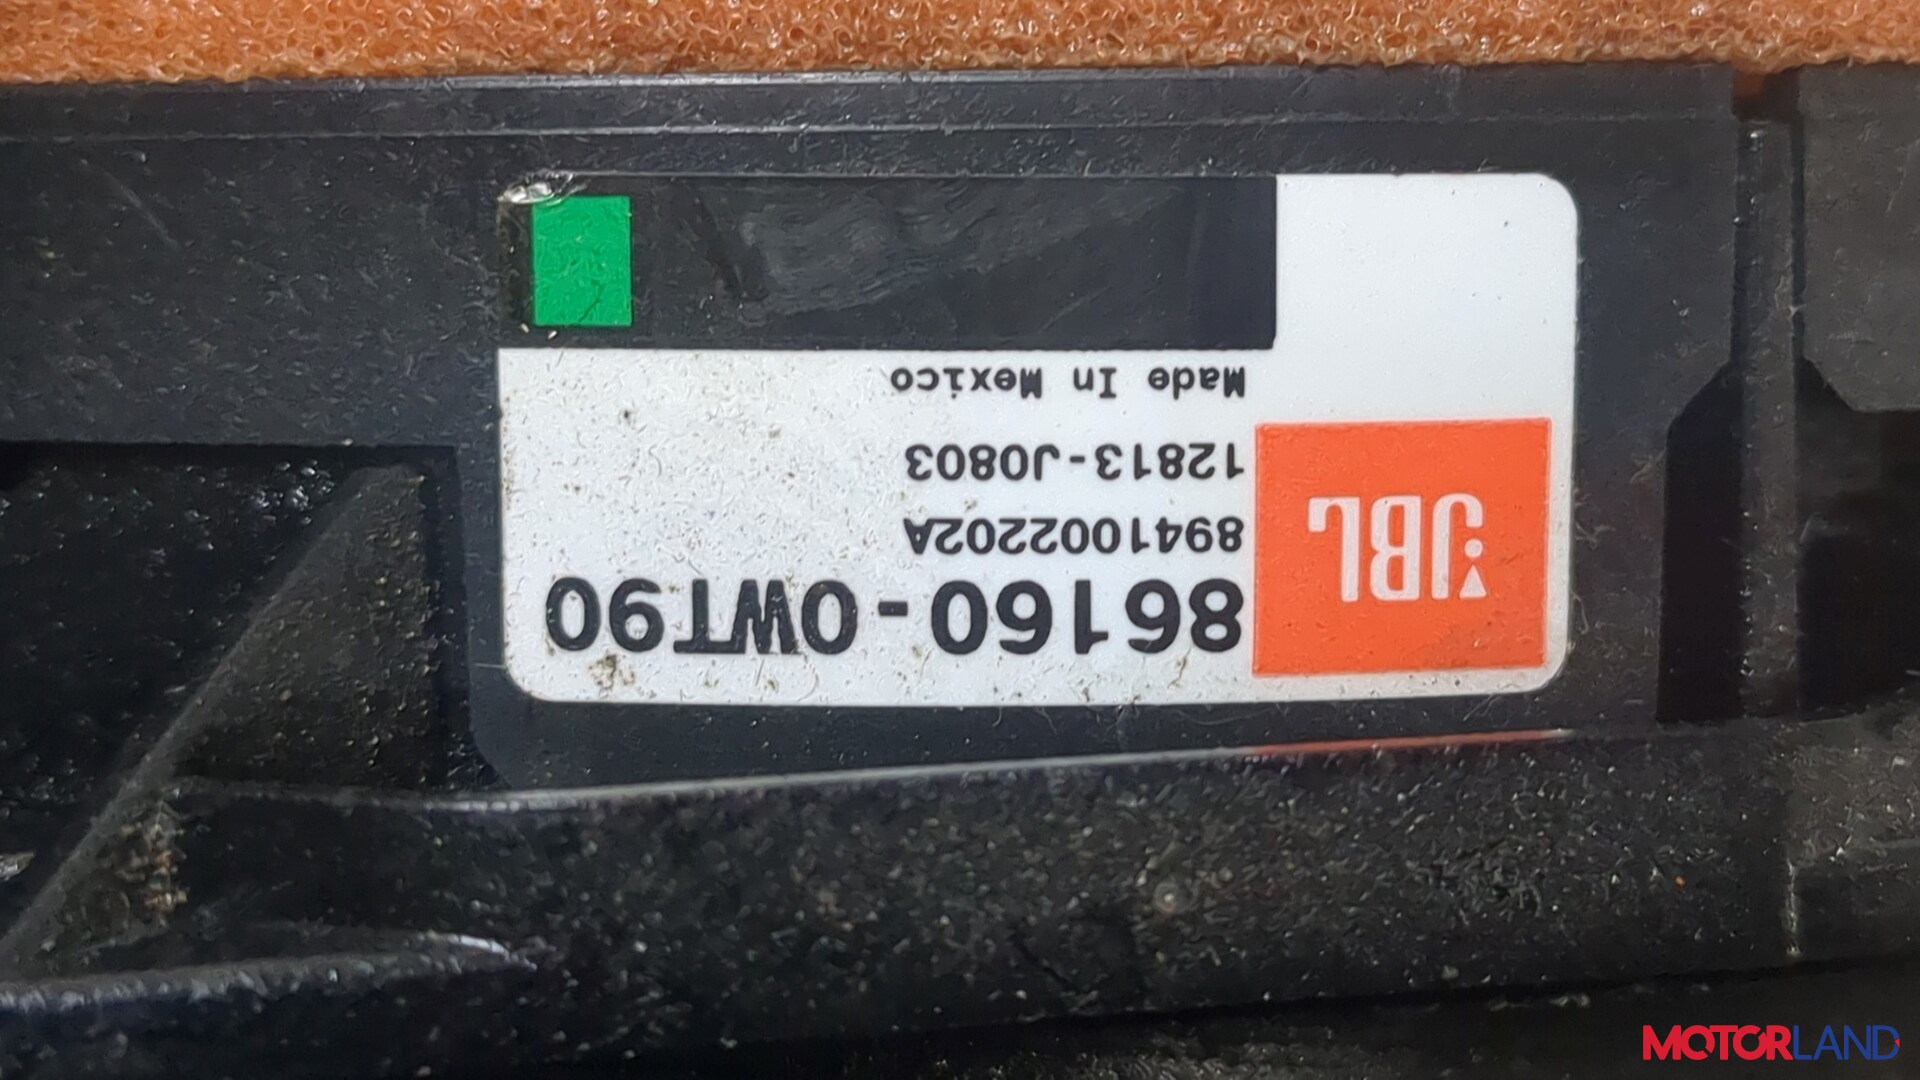 JBL
86160-0WT90
8941002202A
12813-J0803
Made In Mexico
MOTORLAND